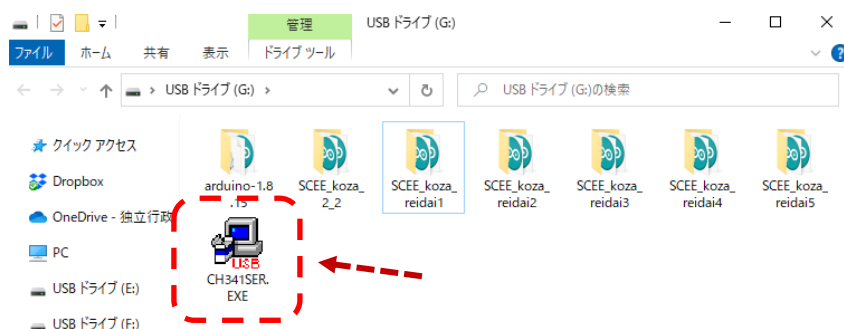 管理
USB ドライブ (G:)
ファイル
ホーム
共有
表示
ドライブ ツール
USB ドライブ (G:)
USB ドライブ (G:)の検索
クイック アクセス
Dropbox
OneDrive - 独立行政
PC
USB ドライブ (E:)
USB ドライブ (F:)
arduino-1.8
.15
SCEE_koza_
2_2
SCEE_koza_
reidai1
SCEE_koza_
reidai2
SCEE_koza_
reidai3
SCEE_koza_
reidai4
SCEE_koza_
reidai5
USB
CH341SER.
EXE